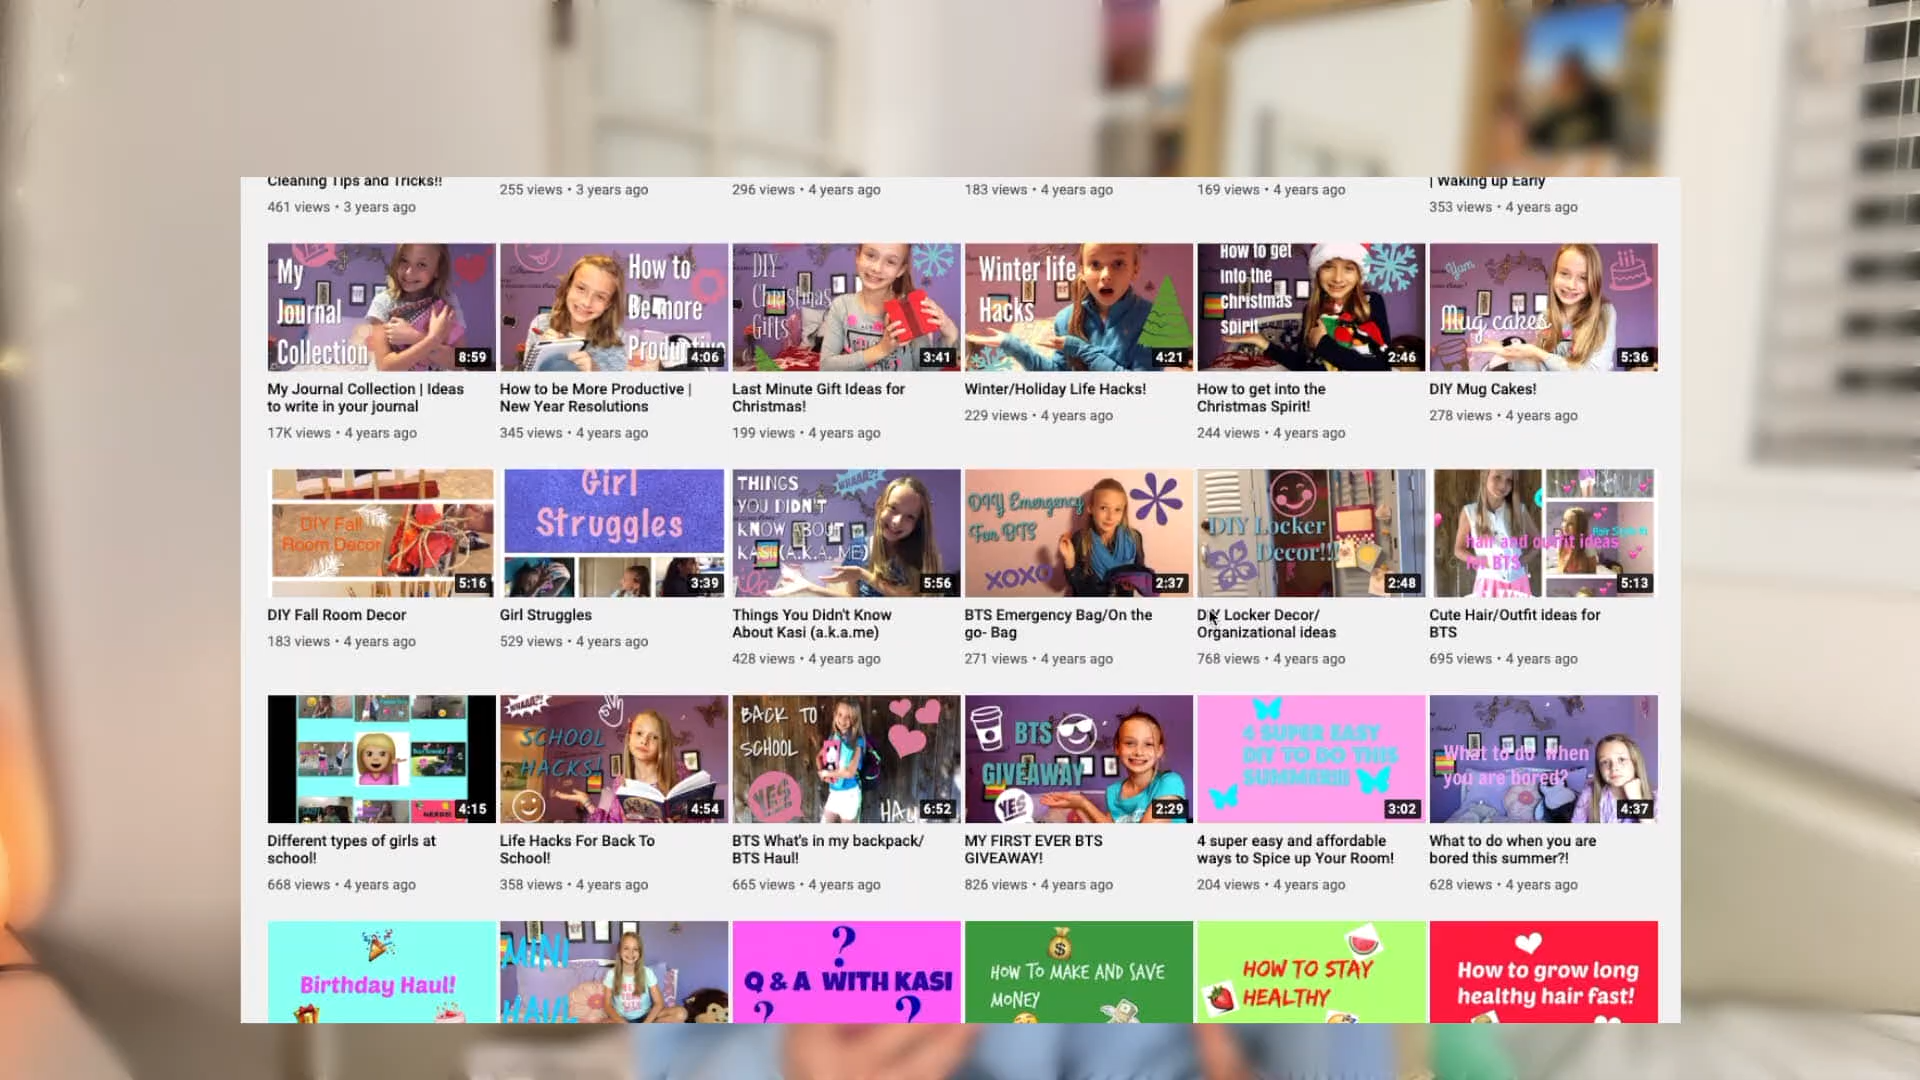 Cleaning Tips and Tricks!!
461 views • 3 years ago
255 views • 3 years ago
296 views • 4 years ago
183 views • 4 years ago
169 views • 4 years ago
| Waking up Early
353 views • 4 years ago
My
Journal
Collection
8:59
How to
Be more
Productive
4:06
DIY
Christmas
Gifts
3:41
Winter life
Hacks
4:21
How to get
into the
christmas
spirit
2:46
Yum
Mug cakes
5:36
My Journal Collection | Ideas
to write in your journal
17K views • 4 years ago
How to be More Productive |
New Year Resolutions
345 views • 4 years ago
Last Minute Gift Ideas for
Christmas!
199 views • 4 years ago
Winter/Holiday Life Hacks!
229 views • 4 years ago
How to get into the
Christmas Spirit!
244 views • 4 years ago
DIY Mug Cakes!
278 views • 4 years ago
DIY Fall
Room Decor
5:16
Girl
Struggles
3:39
WHAAA?!
THINGS
YOU DIDN'T
KNOW ABOUT
KASI (A.K.A. ME)
5:56
DIY Emergency
For BTS
XOXO
2:37
DIY Locker
Decor!!!
2:48
Hair and outfit ideas
for BTS
5:13
DIY Fall Room Decor
183 views • 4 years ago
Girl Struggles
529 views • 4 years ago
Things You Didn't Know
About Kasi (a.k.a.me)
428 views • 4 years ago
BTS Emergency Bag/On the
go- Bag
271 views • 4 years ago
DIY Locker Decor/
Organizational ideas
768 views • 4 years ago
Cute Hair/Outfit ideas for
BTS
695 views • 4 years ago
4:15
WHAAA?!
SCHOOL
HACKS!
4:54
BACK TO
SCHOOL
YES
HAUL
6:52
BTS
GIVEAWAY
YES
2:29
4 SUPER EASY
DIY TO DO THIS
SUMMER!!!!
3:02
What to do when
you are bored?
4:37
Different types of girls at
school!
668 views • 4 years ago
Life Hacks For Back To
School!
358 views • 4 years ago
BTS What's in my backpack/
BTS Haul!
665 views • 4 years ago
MY FIRST EVER BTS
GIVEAWAY!
826 views • 4 years ago
4 super easy and affordable
ways to Spice up Your Room!
204 views • 4 years ago
What to do when you are
bored this summer?!
628 views • 4 years ago
Birthday Haul!
MINI
HAUL
?
Q & A WITH KASI
? ?
HOW TO MAKE AND SAVE
MONEY
HOW TO STAY
HEALTHY
How to grow long
healthy hair fast!